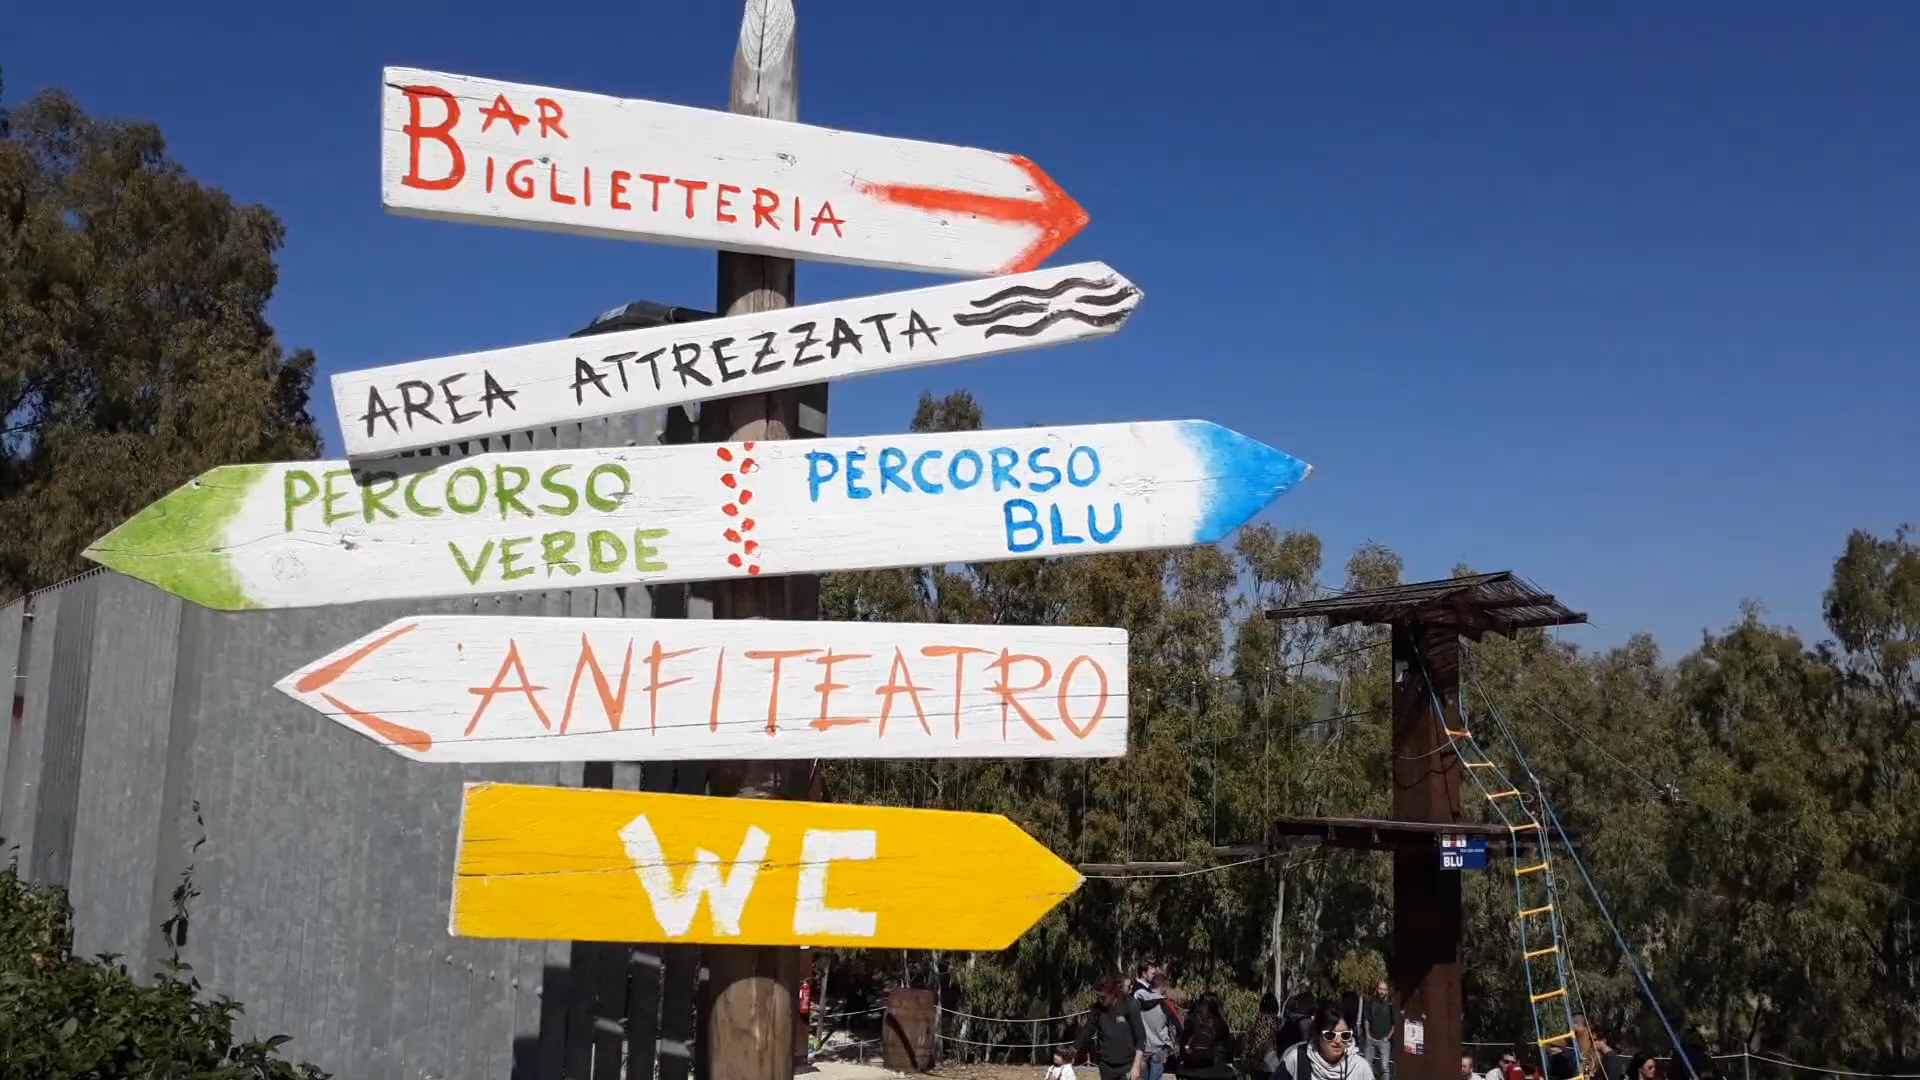 BAR
BIGLIETTERIA
AREA ATTREZZATA
PERCORSO
VERDE
PERCORSO
BLU
ANFITEATRO
WC
BLU